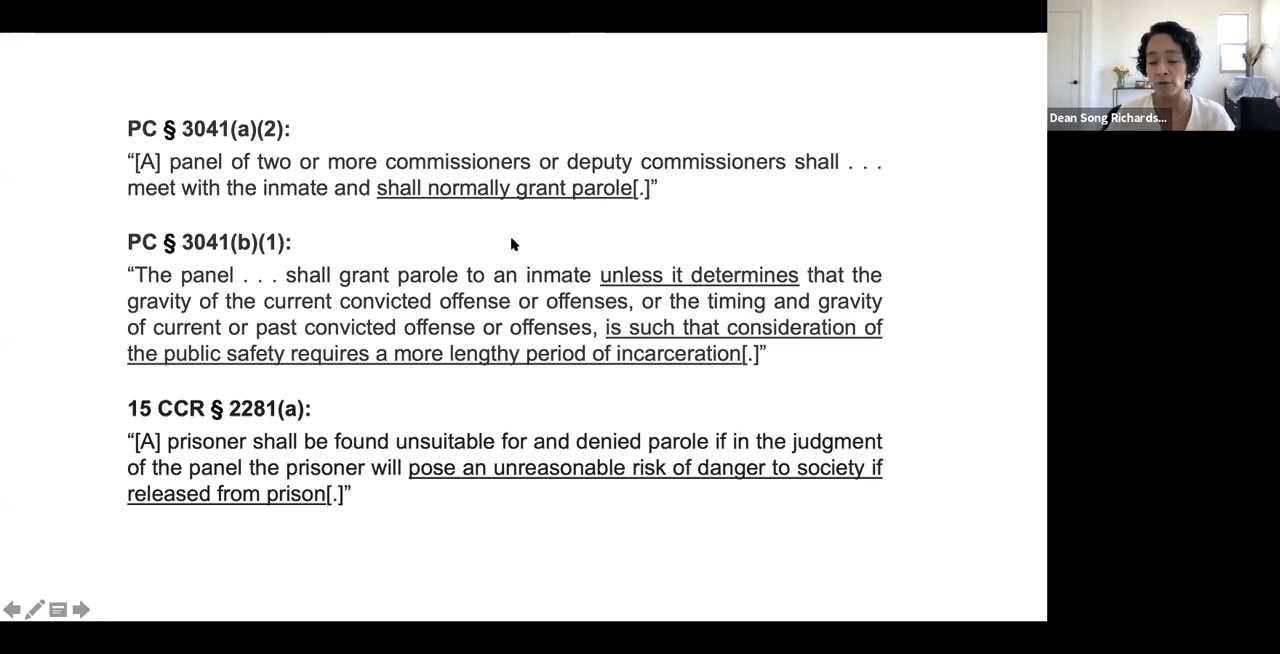 PC § 3041(a)(2):
“[A] panel of two or more commissioners or deputy commissioners shall . . .
meet with the inmate and shall normally grant parole[.]”
PC § 3041(b)(1):
“The panel . . . shall grant parole to an inmate unless it determines that the
gravity of the current convicted offense or offenses, or the timing and gravity
of current or past convicted offense or offenses, is such that consideration of
the public safety requires a more lengthy period of incarceration[.]”
15 CCR § 2281(a):
“[A] prisoner shall be found unsuitable for and denied parole if in the judgment
of the panel the prisoner will pose an unreasonable risk of danger to society if
released from prison[.]”
Dean Song Richards...